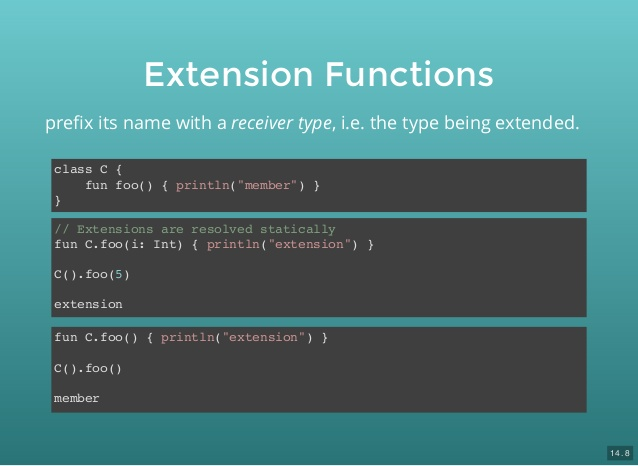 Extension Functions
prefix its name with a receiver type, i.e. the type being extended.
class C {
    fun foo() { println("member") }
}
// Extensions are resolved statically
fun C.foo(i: Int) { println("extension") }
C().foo(5)
extension
fun C.foo() { println("extension") }
C().foo()
member
14.8